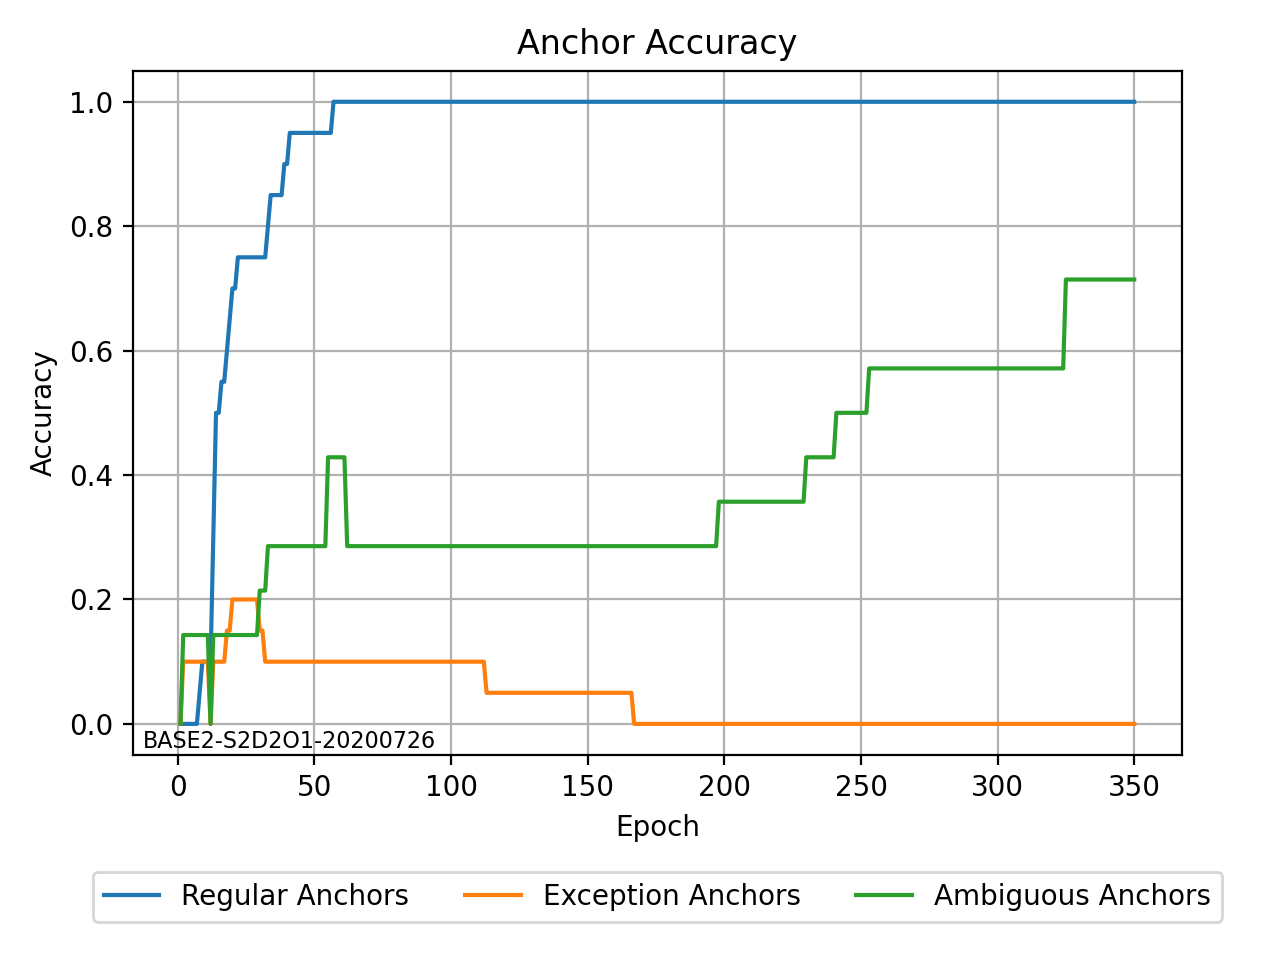 Anchor Accuracy
Accuracy
1.0
0.8
0.6
0.4
0.2
0.0
BASE2-S2D2O1-20200726
0 50 100 150 200 250 300 350
Epoch
Regular Anchors Exception Anchors Ambiguous Anchors